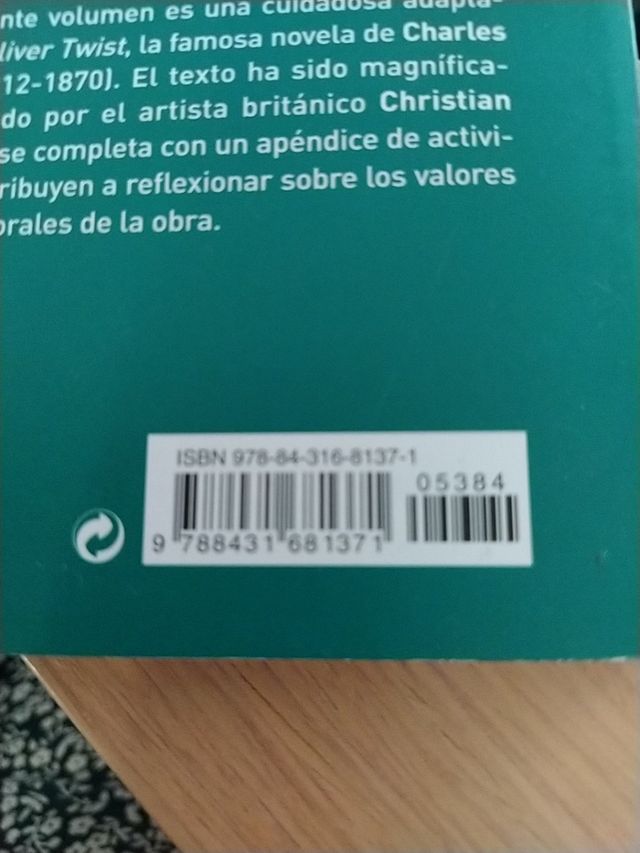 nte volumen es una cuidadosa adapta-
liver Twist, la famosa novela de Charles
12-1870). El texto ha sido magnífica-
do por el artista británico Christian
se completa con un apéndice de activi-
ribuyen a reflexionar sobre los valores
orales de la obra.
ISBN 978-84-316-8137-1
05384
9 788431 681371